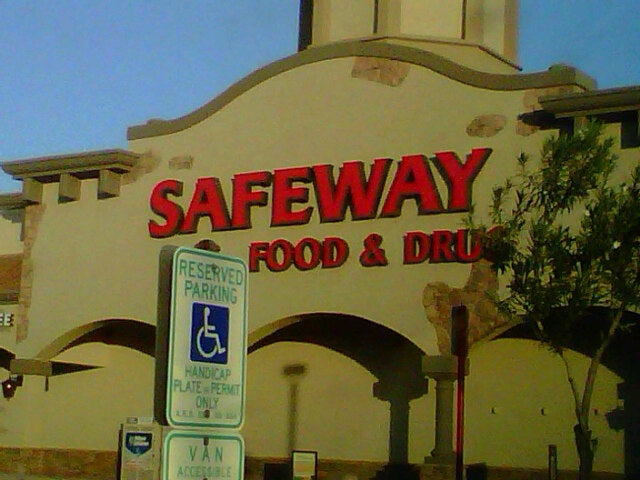 SAFEWAY
FOOD & DRU
RESERVED
PARKING
HANDICAP
PLATE OR PERMIT
ONLY
VAN
ACCESSIBLE